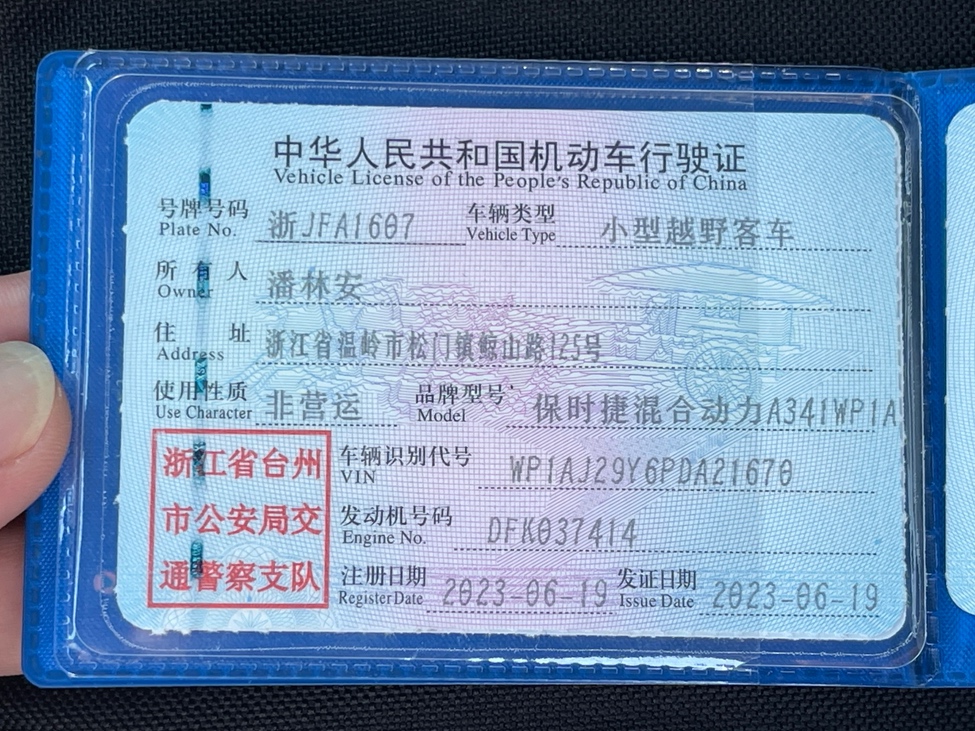 中华人民共和国机动车行驶证
Vehicle License of the People's Republic of China
号牌号码 浙JFA1607 车辆类型 小型越野客车
Plate No. Vehicle Type
所有人 潘林安
Owner
住址 浙江省温岭市松门镇鲸山路125号
Address
使用性质 非营运 品牌型号 保时捷混合动力A341WP1A
Use Character Model
浙江省台州
市公安局交
通警察支队
车辆识别代号 WP1AJ29Y6PDA21670
VIN
发动机号码 DFK037414
Engine No.
注册日期 2023-06-19 发证日期 2023-06-19
Register Date Issue Date